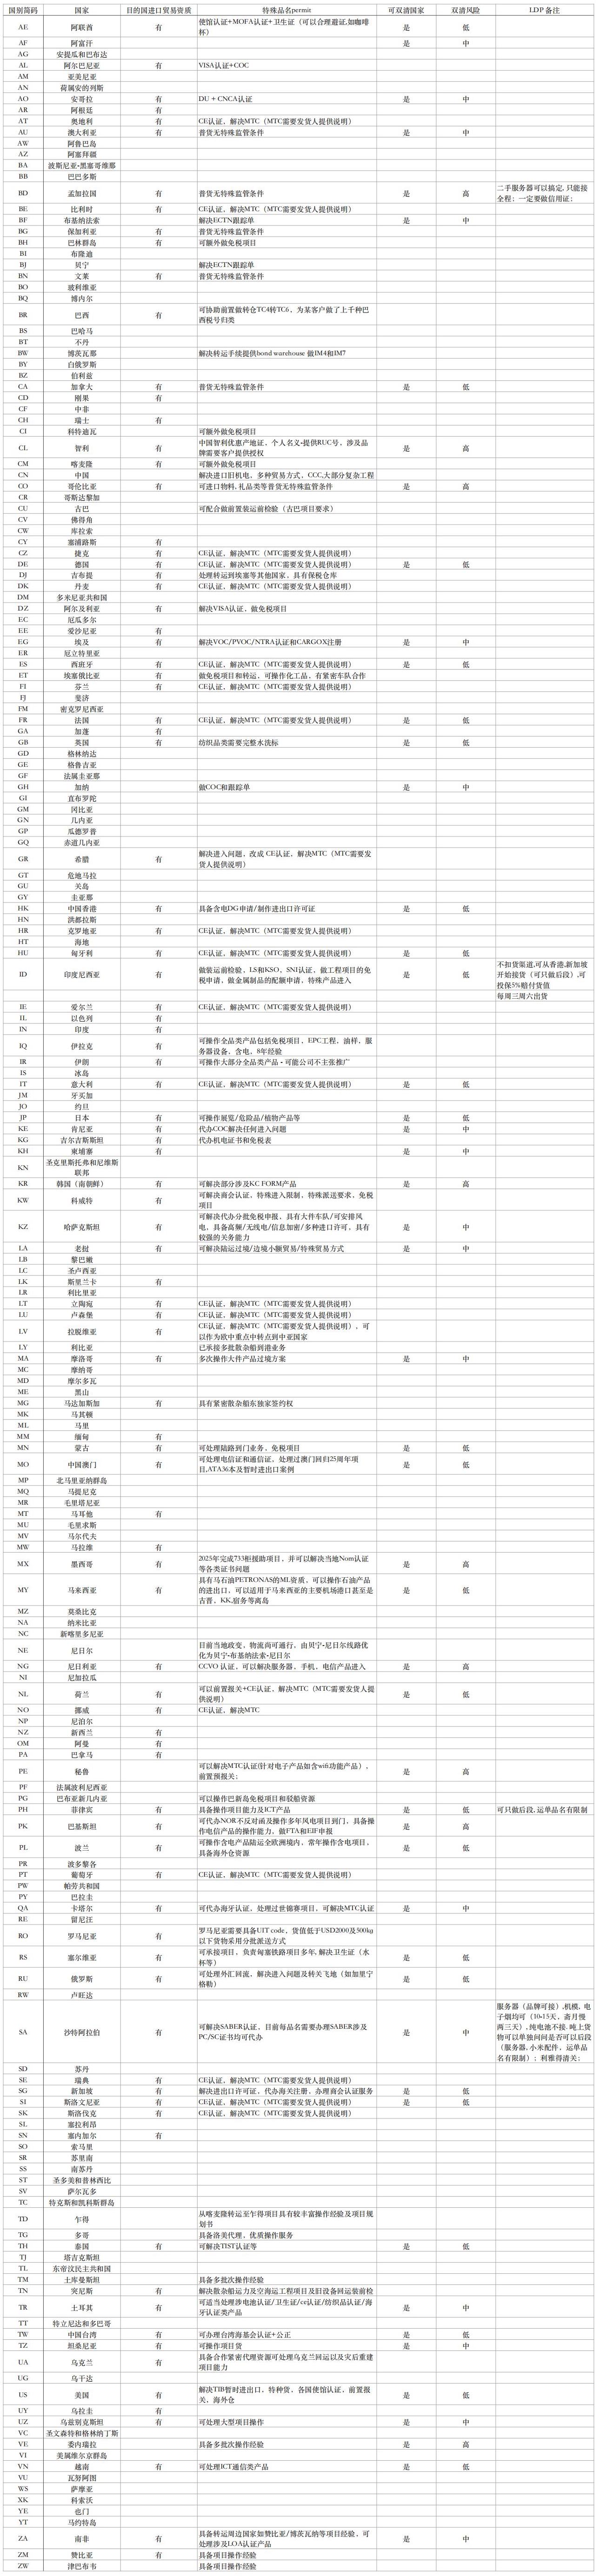 国别简码 国家 目的国进口贸易资质 特殊品名permit 可双清国家 双清风险 LDP 备注
AE 阿联酋 有 使馆认证+MOFA认证+卫生证（可以合理避证,如咖啡杯） 是 低
AF 阿富汗 是 中
AG 安提瓜和巴布达
AL 阿尔巴尼亚 有 VISA认证+COC
AM 亚美尼亚
AN 荷属安的列斯
AO 安哥拉 有 DU + CNCA认证 是 中
AR 阿根廷 有
AT 奥地利 有 CE认证，解决MTC（MTC需要发货人提供说明）
AU 澳大利亚 有 普货无特殊监管条件 是 中
AW 阿鲁巴岛
AZ 阿塞拜疆
BA 波斯尼亚-黑塞哥维那
BB 巴巴多斯
BD 孟加拉国 有 普货无特殊监管条件 是 高 二手服务器可以搞定, 只能接全程；一定要做信用证；
BE 比利时 有 CE认证，解决MTC（MTC需要发货人提供说明）
BF 布基纳法索 解决ECTN跟踪单 是 中
BG 保加利亚 有 普货无特殊监管条件
BH 巴林群岛 有 可额外做免税项目
BI 布隆迪
BJ 贝宁 解决ECTN跟踪单
BN 文莱 有 普货无特殊监管条件
BO 玻利维亚
BQ 博内尔
BR 巴西 有 可协助前置做转仓TC4转TC6，为某客户做了上千种巴西税号归类
BS 巴哈马
BT 不丹
BW 博茨瓦那 解决转运手续提供bond warehouse 做IM4和IM7
BY 白俄罗斯
BZ 伯利兹
CA 加拿大 有 普货无特殊监管条件 是 低
CD 刚果 有
CF 中非
CH 瑞士 有
CI 科特迪瓦 可额外做免税项目
CL 智利 有 中国智利优惠产地证，个人名义-提供RUC号，涉及品牌需要客户提供授权 是 高
CM 喀麦隆 有 可额外做免税项目
CN 中国 解决进口旧机电，多种贸易方式，CCC,大部分复杂工程
CO 哥伦比亚 有 可进口物料, 礼品类等普货无特殊监管条件 是 高
CR 哥斯达黎加
CU 古巴 可配合做前置装运前检验（古巴项目要求）
CV 佛得角
CW 库拉索
CY 塞浦路斯 有
CZ 捷克 有 CE认证，解决MTC（MTC需要发货人提供说明）
DE 德国 有 CE认证，解决MTC（MTC需要发货人提供说明） 是 低
DJ 吉布提 有 处理转运到埃塞等其他国家，具有保税仓库
DK 丹麦 有 CE认证，解决MTC（MTC需要发货人提供说明）
DM 多米尼亚共和国
DZ 阿尔及利亚 有 解决VISA认证，做免税项目
EC 厄瓜多尔
EE 爱沙尼亚 有
EG 埃及 有 解决VOC/PVOC/NTRA认证和CARGOX注册 是 中
ER 厄立特里亚
ES 西班牙 有 CE认证，解决MTC（MTC需要发货人提供说明） 是 低
ET 埃塞俄比亚 有 做免税项目和转运，可操作化工品，有紧密车队合作
FI 芬兰 有 CE认证，解决MTC（MTC需要发货人提供说明）
FJ 斐济
FM 密克罗尼西亚
FR 法国 有 CE认证，解决MTC（MTC需要发货人提供说明） 是 低
GA 加蓬 有
GB 英国 有 纺织品类需要完整水洗标 是 低
GD 格林纳达
GE 格鲁吉亚
GF 法属圭亚那
GH 加纳 做COC和跟踪单 是 中
GI 直布罗陀
GM 冈比亚
GN 几内亚
GP 瓜德罗普
GQ 赤道几内亚
GR 希腊 有 解决进入问题，改成 CE认证，解决MTC（MTC需要发货人提供说明）
GT 危地马拉
GU 关岛
GY 圭亚那
HK 中国香港 有 具备含电DG申请/制作进出口许可证 是 低
HN 洪都拉斯
HR 克罗地亚 有 CE认证，解决MTC（MTC需要发货人提供说明）
HT 海地
HU 匈牙利 有 CE认证，解决MTC（MTC需要发货人提供说明） 是 低
ID 印度尼西亚 有 做装运前检验，LS和KSO，SNI认证，做工程项目的免税申请，做金属制品的配额申请，特殊产品进入 是 低 不扣货渠道,可从香港,新加坡开始接货（可只做后段）,可投保5%赔付货值 每周三周六出货
IE 爱尔兰 有 CE认证，解决MTC（MTC需要发货人提供说明）
IL 以色列 有
IN 印度 有
IQ 伊拉克 有 可操作全品类产品包括免税项目，EPC工程，油样，服务器设备，含电，8年经验
IR 伊朗 有 可操作大部分全品类产品 - 可能公司不主张推广
IS 冰岛
IT 意大利 有 CE认证，解决MTC（MTC需要发货人提供说明） 是 低
JM 牙买加
JO 约旦
JP 日本 有 可操作展览/危险品/植物产品等 是 低
KE 肯尼亚 有 代办COC解决任何进入问题 是 中
KG 吉尔吉斯斯坦 有 代办机电证书和免税表
KH 柬埔寨 有 是 中
KN 圣克里斯托弗和尼维斯联邦
KR 韩国（南朝鲜） 有 可解决部分涉及KC FORM产品 是 高
KW 科威特 有 可解决商会认证，特殊进入限制，特殊派送要求，免税项目
KZ 哈萨克斯坦 有 可解决代办分批免税申报，具有大件车队/可安排风电，具备高频/无线电/信息加密/多种进口许可，具有较强的关务能力 是 中
LA 老挝 有 可解决陆运过境/边境小额贸易/特殊贸易方式 是 中
LB 黎巴嫩
LC 圣卢西亚
LK 斯里兰卡 有
LR 利比里亚
LT 立陶宛 有 CE认证，解决MTC（MTC需要发货人提供说明）
LU 卢森堡 有 CE认证，解决MTC（MTC需要发货人提供说明）
LV 拉脱维亚 有 CE认证，解决MTC（MTC需要发货人提供说明），可以作为欧中重点中转点到中亚国家
LY 利比亚 已承接多批散杂船到港业务
MA 摩洛哥 有 多次操作大件产品过境方案 是 中
MC 摩纳哥
MD 摩尔多瓦
ME 黑山
MG 马达加斯加 有 具有紧密散杂船东独家签约权
MK 马其顿
ML 马里
MM 缅甸 有
MN 蒙古 有 可处理陆路到门业务，免税项目 是 低
MO 中国澳门 有 可处理电信证和通信证，处理过澳门回归25周年项目,ATA36本及暂时进出口案例 是 低
MP 北马里亚纳群岛
MQ 马提尼克
MR 毛里塔尼亚
MT 马耳他 有
MU 毛里求斯
MV 马尔代夫
MW 马拉维 有
MX 墨西哥 有 2025年完成733柜援助项目，并可以解决当地Nom认证等各类证书问题 是 高
MY 马来西亚 有 具有马石油PETRONAS的ML资质，可以操作石油产品的进出口，可以适用于马来西亚的主要机场港口甚至是古晋，KK,宿务等离岛 是 低
MZ 莫桑比克
NA 纳米比亚
NC 新喀里多尼亚
NE 尼日尔 目前当地政变，物流尚可通行，由贝宁-尼日尔线路优化为贝宁-布基纳法索-尼日尔
NG 尼日利亚 有 CCVO 认证，可以解决服务器，手机，电信产品进入 是 高
NI 尼加拉瓜
NL 荷兰 有 可以前置报关+CE认证，解决MTC（MTC需要发货人提供说明） 是 低
NO 挪威 有 CE认证，解决MTC
NP 尼泊尔
NZ 新西兰 有
OM 阿曼 有
PA 巴拿马 有
PE 秘鲁 可以解决MTC认证(针对电子产品如含wifi功能产品），前置预报关； 是 高
PF 法属波利尼西亚
PG 巴布亚新几内亚 可以操作巴新岛免税项目和驳船资源
PH 菲律宾 有 具备操作项目能力及ICT产品 是 低 可只做后段, 运单品名有限制
PK 巴基斯坦 有 可代办NOR不反对函及操作多年风电项目到门，具备操作电信产品的操作能力，做FTA和EIF申报 是 高
PL 波兰 有 可操作含电产品陆运全欧洲境内，常年操作含电项目，具备海外仓资源 是 低
PR 波多黎各
PT 葡萄牙 有 CE认证，解决MTC（MTC需要发货人提供说明）
PW 帕劳共和国
PY 巴拉圭
QA 卡塔尔 有 可代办海牙认证，处理过世锦赛项目，可解决MTC认证 是 中
RE 留尼汪
RO 罗马尼亚 有 罗马尼亚需要具备UIT code，货值低于USD2000及500kg以下货物采用分批派送方式
RS 塞尔维亚 有 可承接项目，负责匈塞铁路项目多年, 解决卫生证（水杯等） 是 低
RU 俄罗斯 有 可处理外汇回流，解决进入问题及转关飞地（如加里宁格勒） 是 低
RW 卢旺达
SA 沙特阿拉伯 有 可解决SABER认证，目前每品名需要办理SABER涉及PC/SC证书均可代办 是 中 服务器（品牌可接）,机模, 电子烟均可（10-15天，斋月慢两三天）, 纯电池不接. 吨上货物可以单独问问是否可以后段（服务器, 小米配件，运单品名有限制）；利雅得清关；
SD 苏丹
SE 瑞典 有 CE认证，解决MTC（MTC需要发货人提供说明）
SG 新加坡 有 解决进出口许可证，代办海关注册，办理商会认证服务 是 低
SI 斯洛文尼亚 有 CE认证，解决MTC（MTC需要发货人提供说明） 是 低
SK 斯洛伐克 有 CE认证，解决MTC（MTC需要发货人提供说明）
SL 塞拉利昂
SN 塞内加尔 有
SO 索马里
SR 苏里南
SS 南苏丹
ST 圣多美和普林西比
SV 萨尔瓦多
TC 特克斯和凯科斯群岛
TD 乍得 从喀麦隆转运至乍得项目具有较丰富操作经验及项目规划书
TG 多哥 具备洛美代理，优质操作服务
TH 泰国 有 可解决TIST认证等 是 低
TJ 塔吉克斯坦
TL 东帝汶民主共和国
TM 土库曼斯坦 具备多批次操作经验
TN 突尼斯 有 解决散杂船运力及空海运工程项目及旧设备回运装前检
TR 土耳其 有 可适当处理涉电池认证/卫生证/ce认证/纺织品认证/海牙认证类产品 是 中
TT 特立尼达和多巴哥
TW 中国台湾 有 可办理台湾海基会认证+公正 是 低
TZ 坦桑尼亚 有 可操作项目货 是 中
UA 乌克兰 有 具备合作紧密代理资源可处理乌克兰回运以及灾后重建项目能力
UG 乌干达
US 美国 有 解决TIB暂时进出口，特种货，各国使馆认证，前置报关，海外仓 是 低
UY 乌拉圭 有
UZ 乌兹别克斯坦 有 可处理大型项目操作 是 中
VC 圣文森特和格林纳丁斯
VE 委内瑞拉 具备多批次操作经验 是 高
VI 美属维尔京群岛
VN 越南 有 可处理ICT通信类产品 是 低
VU 瓦努阿图
WS 萨摩亚
XK 科索沃
YE 也门
YT 马约特岛
ZA 南非 有 具备转运周边国家如赞比亚/博茨瓦纳等项目经验，可处理涉及LOA认证产品 是 中
ZM 赞比亚 有 具备项目操作经验
ZW 津巴布韦 具备项目操作经验